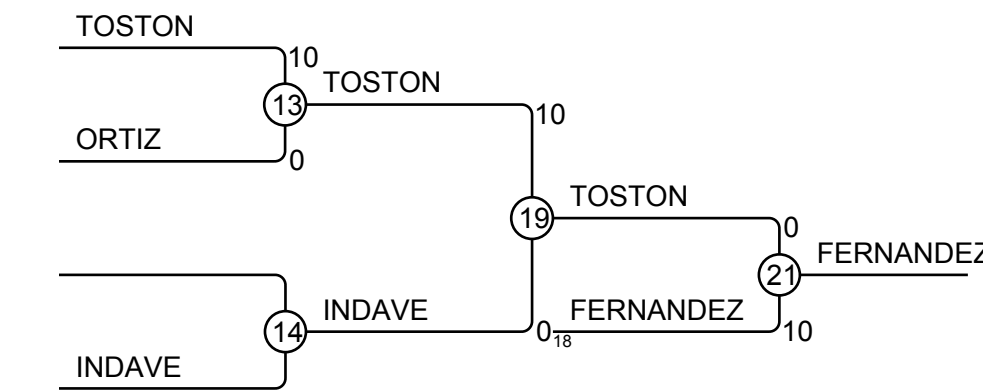 TOSTON
10
TOSTON
13
10
ORTIZ
0
TOSTON
19
0
FERNANDEZ
21
INDAVE
FERNANDEZ
14
0
18
10
INDAVE